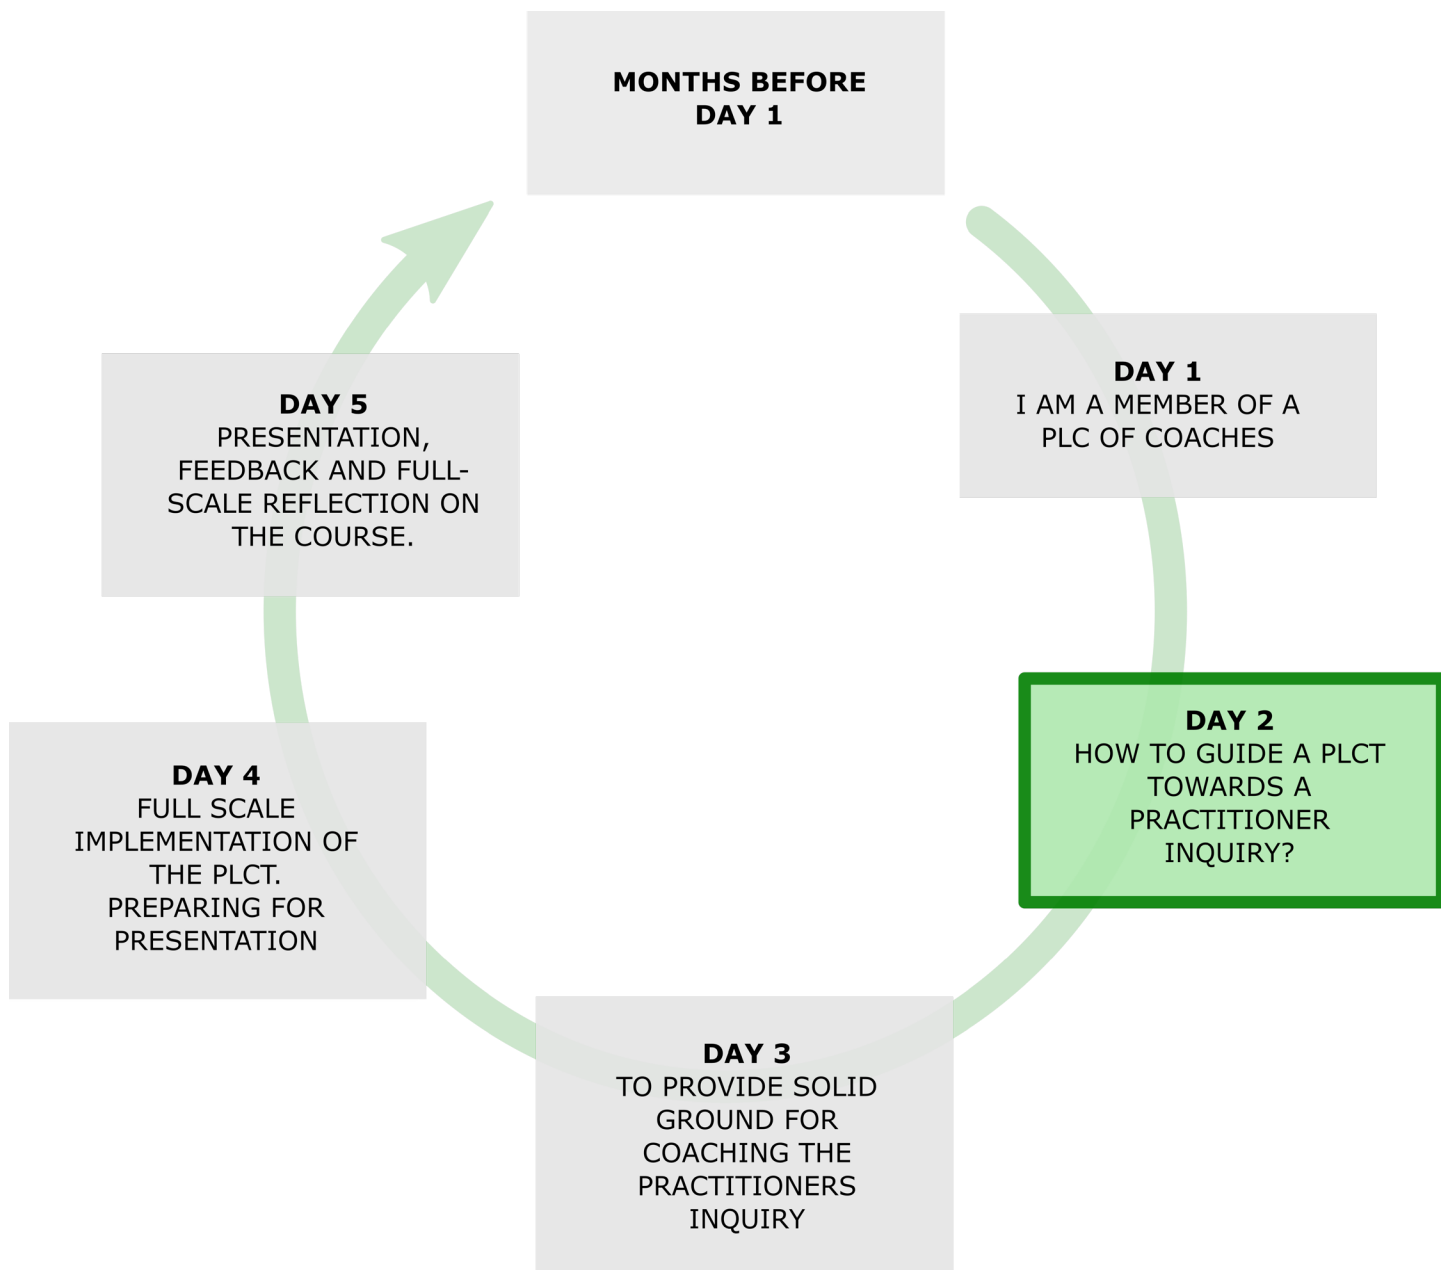 MONTHS BEFORE
DAY 1
DAY 1
I AM A MEMBER OF A
PLC OF COACHES
DAY 2
HOW TO GUIDE A PLCT
TOWARDS A
PRACTITIONER
INQUIRY?
DAY 3
TO PROVIDE SOLID
GROUND FOR
COACHING THE
PRACTITIONERS
INQUIRY
DAY 4
FULL SCALE
IMPLEMENTATION OF
THE PLCT.
PREPARING FOR
PRESENTATION
DAY 5
PRESENTATION,
FEEDBACK AND FULL-
SCALE REFLECTION ON
THE COURSE.